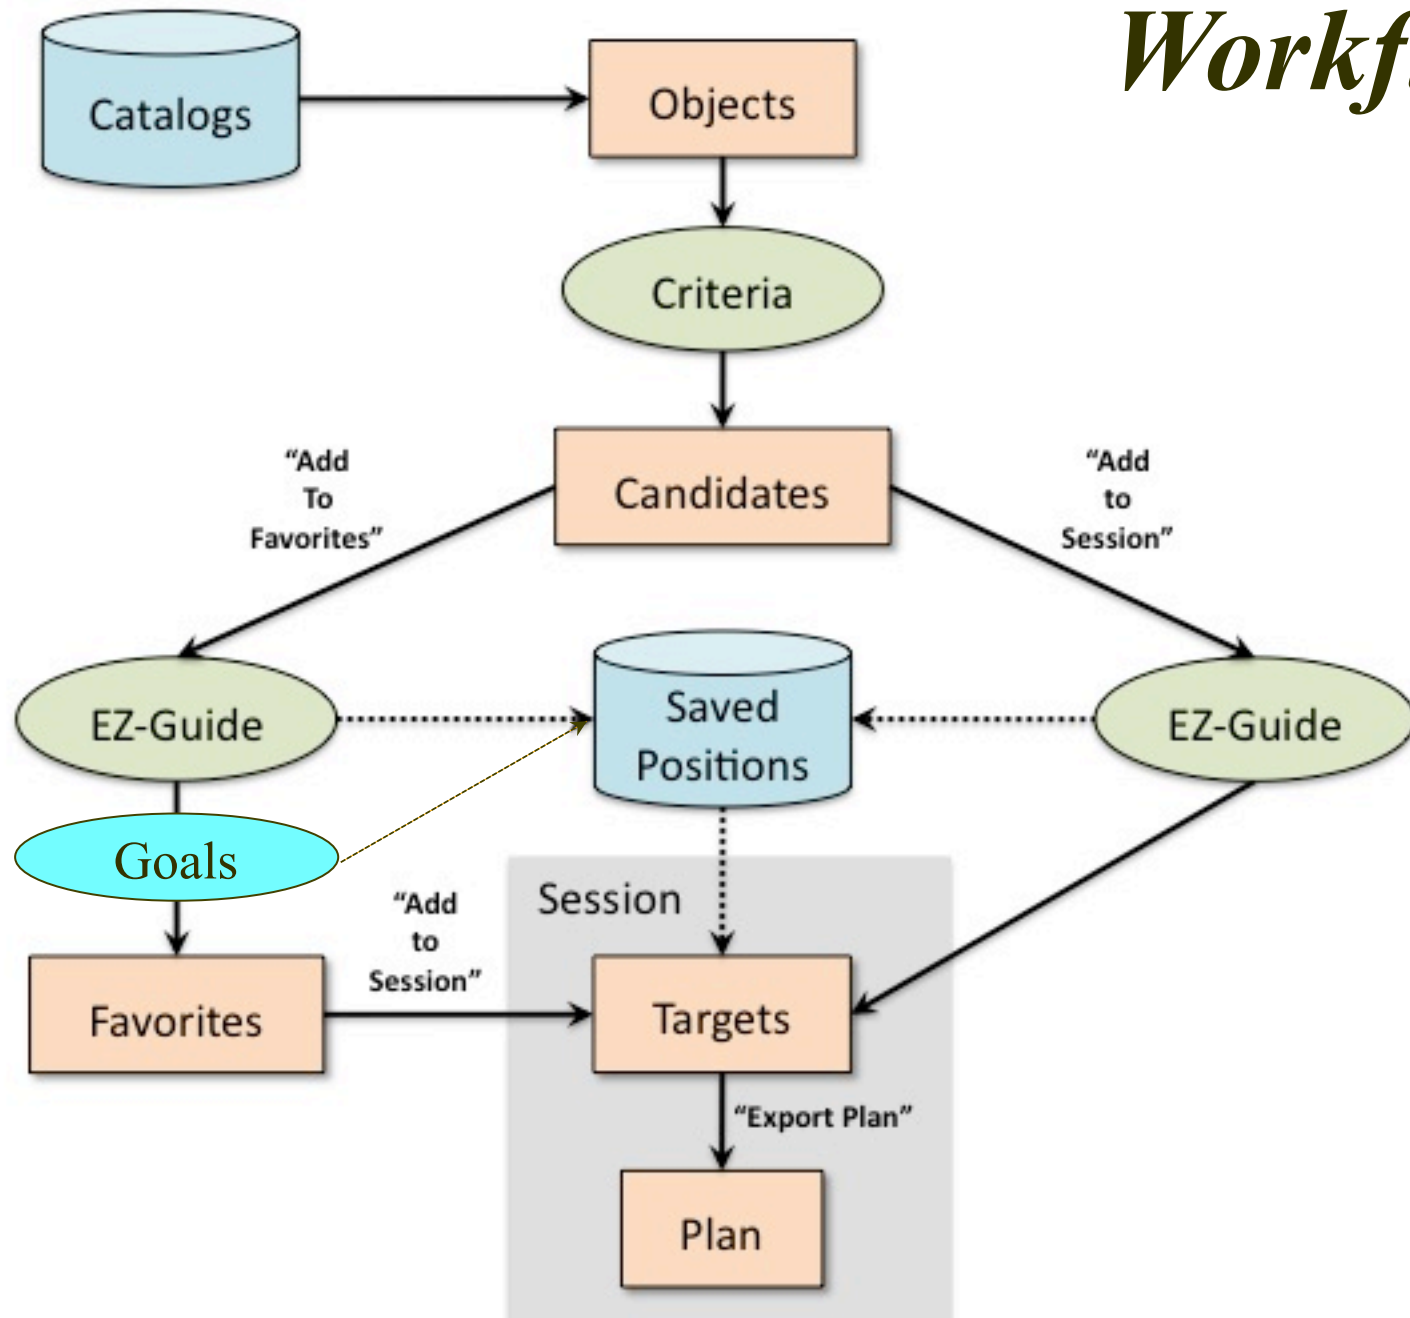 Workf
Catalogs
Objects
Criteria
Candidates
“Add
To
Favorites”
“Add
to
Session”
EZ-Guide
Saved
Positions
EZ-Guide
Goals
“Add
to
Session”
Session
Favorites
Targets
“Export Plan”
Plan